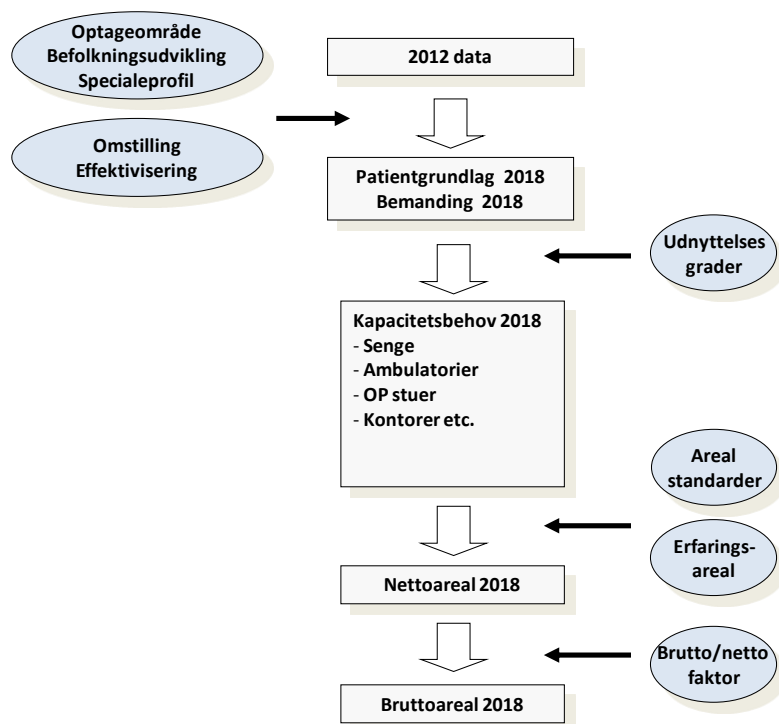 Optageområde
Befolkningsudvikling
Specialeprofil
2012 data
Omstilling
Effektivisering
Patientgrundlag 2018
Bemanding 2018
Udnyttelses
grader
Kapacitetsbehov 2018
- Senge
- Ambulatorier
- OP stuer
- Kontorer etc.
Areal
standarder
Erfarings-
areal
Nettoareal 2018
Brutto/netto
faktor
Bruttoareal 2018